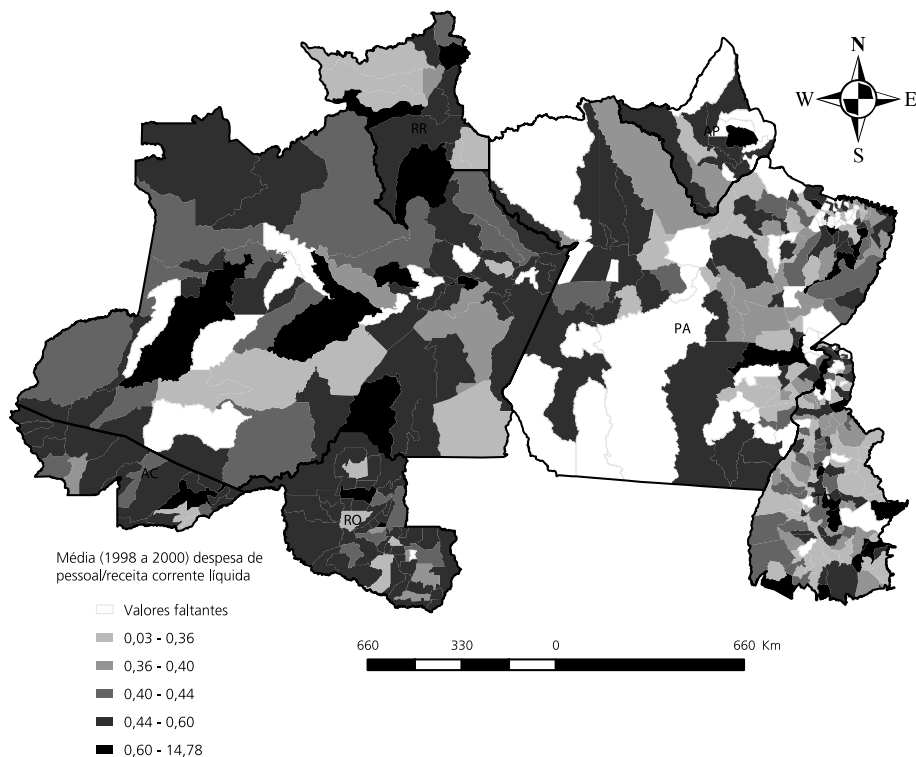 N
W E
S
RR
AP
PA
AC
RO
Média (1998 a 2000) despesa de
pessoal/receita corrente líquida
Valores faltantes
0,03 - 0,36
0,36 - 0,40
0,40 - 0,44
0,44 - 0,60
0,60 - 14,78
660 330 0 660 Km